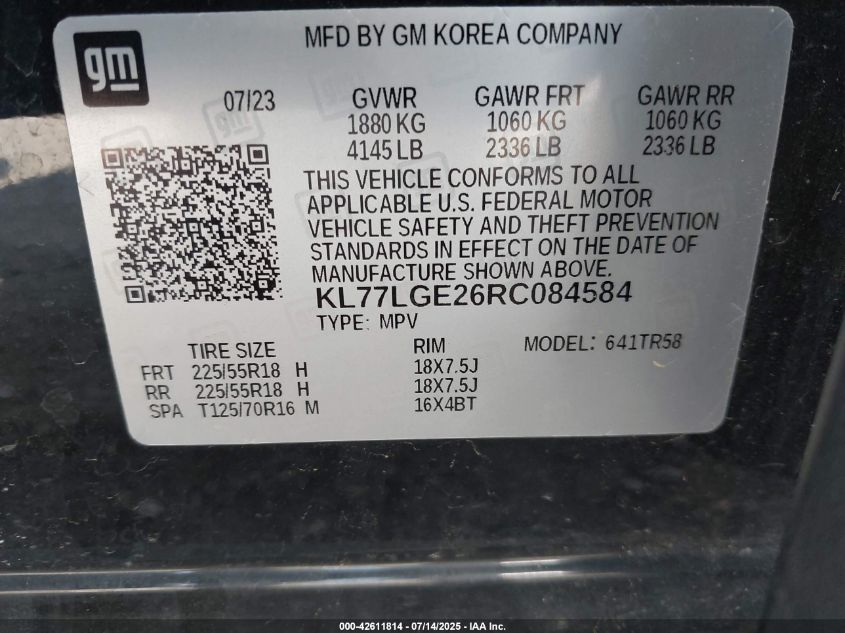 gm
MFD BY GM KOREA COMPANY
07/23 GVWR GAWR FRT GAWR RR
1880 KG 1060 KG 1060 KG
4145 LB 2336 LB 2336 LB
THIS VEHICLE CONFORMS TO ALL
APPLICABLE U.S. FEDERAL MOTOR
VEHICLE SAFETY AND THEFT PREVENTION
STANDARDS IN EFFECT ON THE DATE OF
MANUFACTURE SHOWN ABOVE.
KL77LGE26RC084584
TYPE: MPV
TIRE SIZE RIM MODEL: 641TR58
FRT 225/55R18 H 18X7.5J
RR 225/55R18 H 18X7.5J
SPA T125/70R16 M 16X4BT
000-42611814 - 07/14/2025 - IAA Inc.